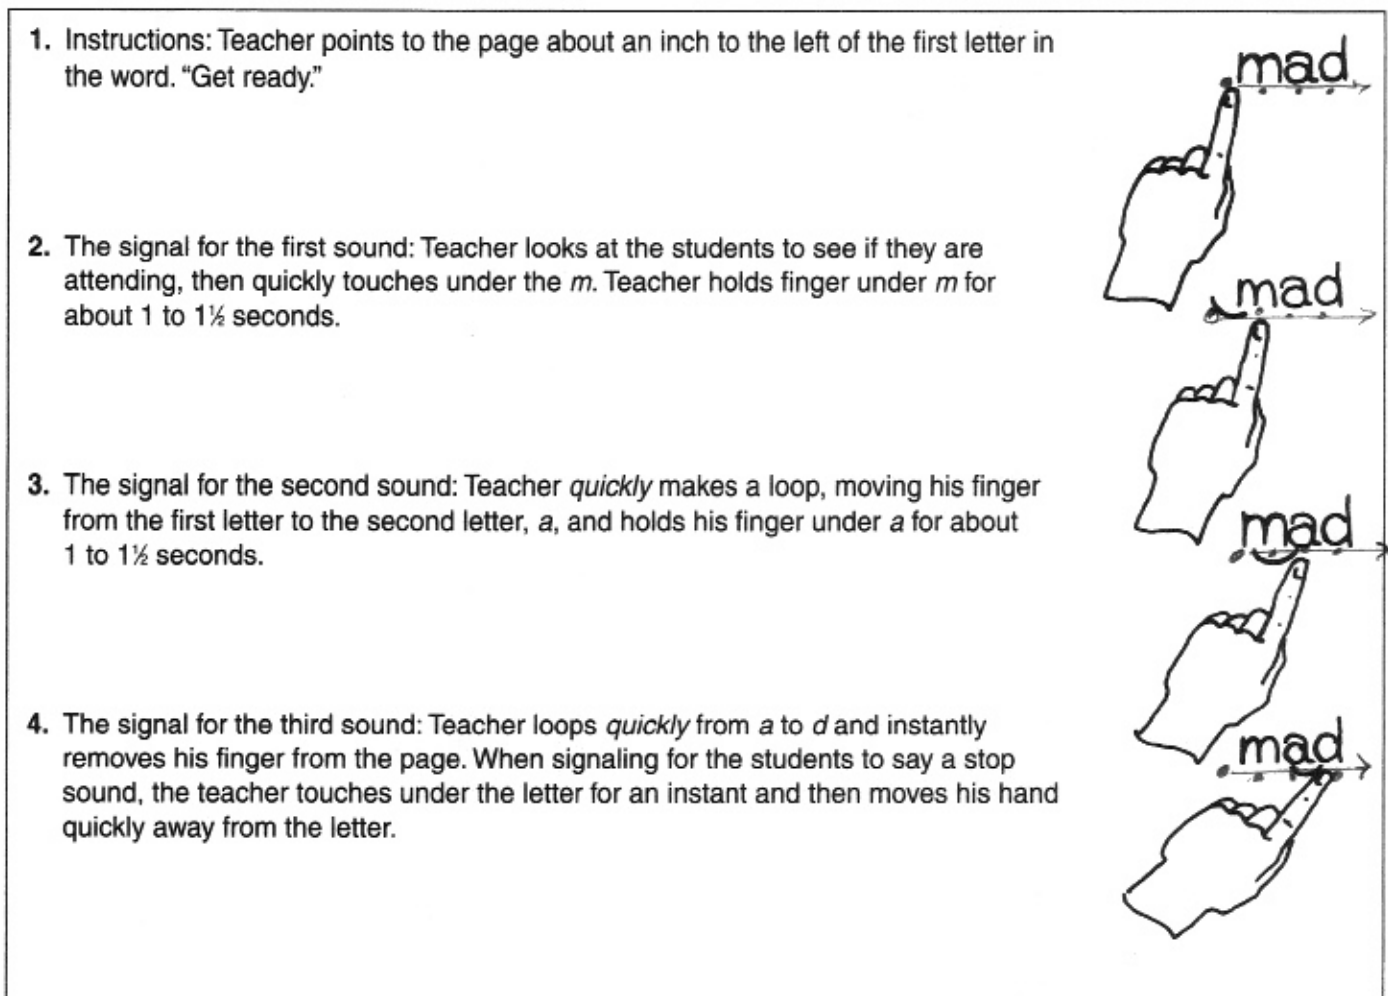 1. Instructions: Teacher points to the page about an inch to the left of the first letter in
the word. “Get ready.”
mad
2. The signal for the first sound: Teacher looks at the students to see if they are
attending, then quickly touches under the m. Teacher holds finger under m for
about 1 to 1½ seconds.
mad
3. The signal for the second sound: Teacher quickly makes a loop, moving his finger
from the first letter to the second letter, a, and holds his finger under a for about
1 to 1½ seconds.
mad
4. The signal for the third sound: Teacher loops quickly from a to d and instantly
removes his finger from the page. When signaling for the students to say a stop
sound, the teacher touches under the letter for an instant and then moves his hand
quickly away from the letter.
mad